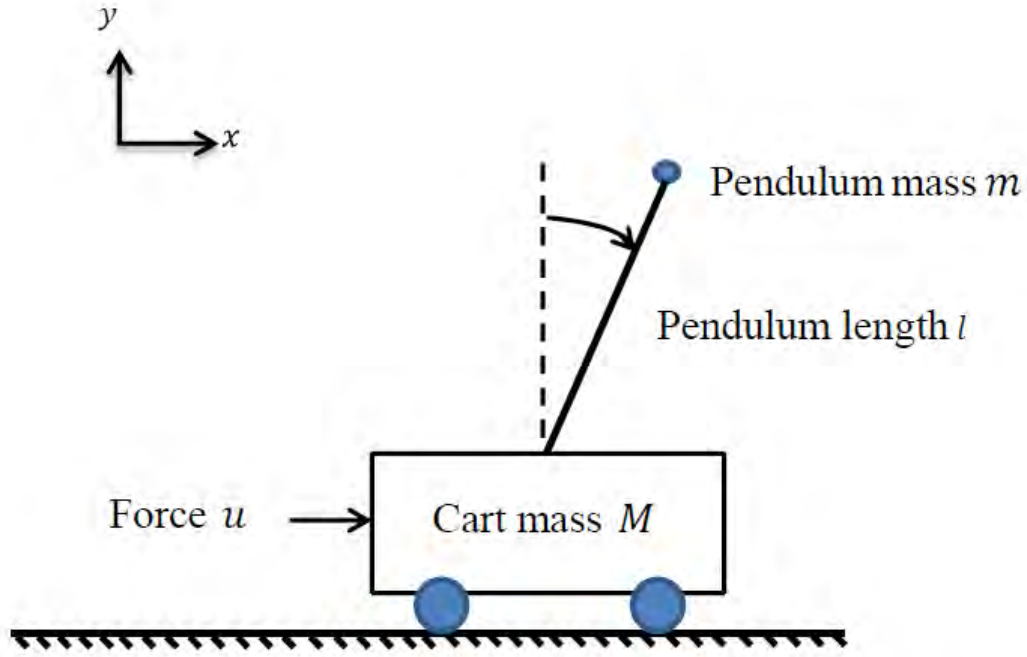 y
x
Pendulum mass m
Pendulum length l
Force u
Cart mass M